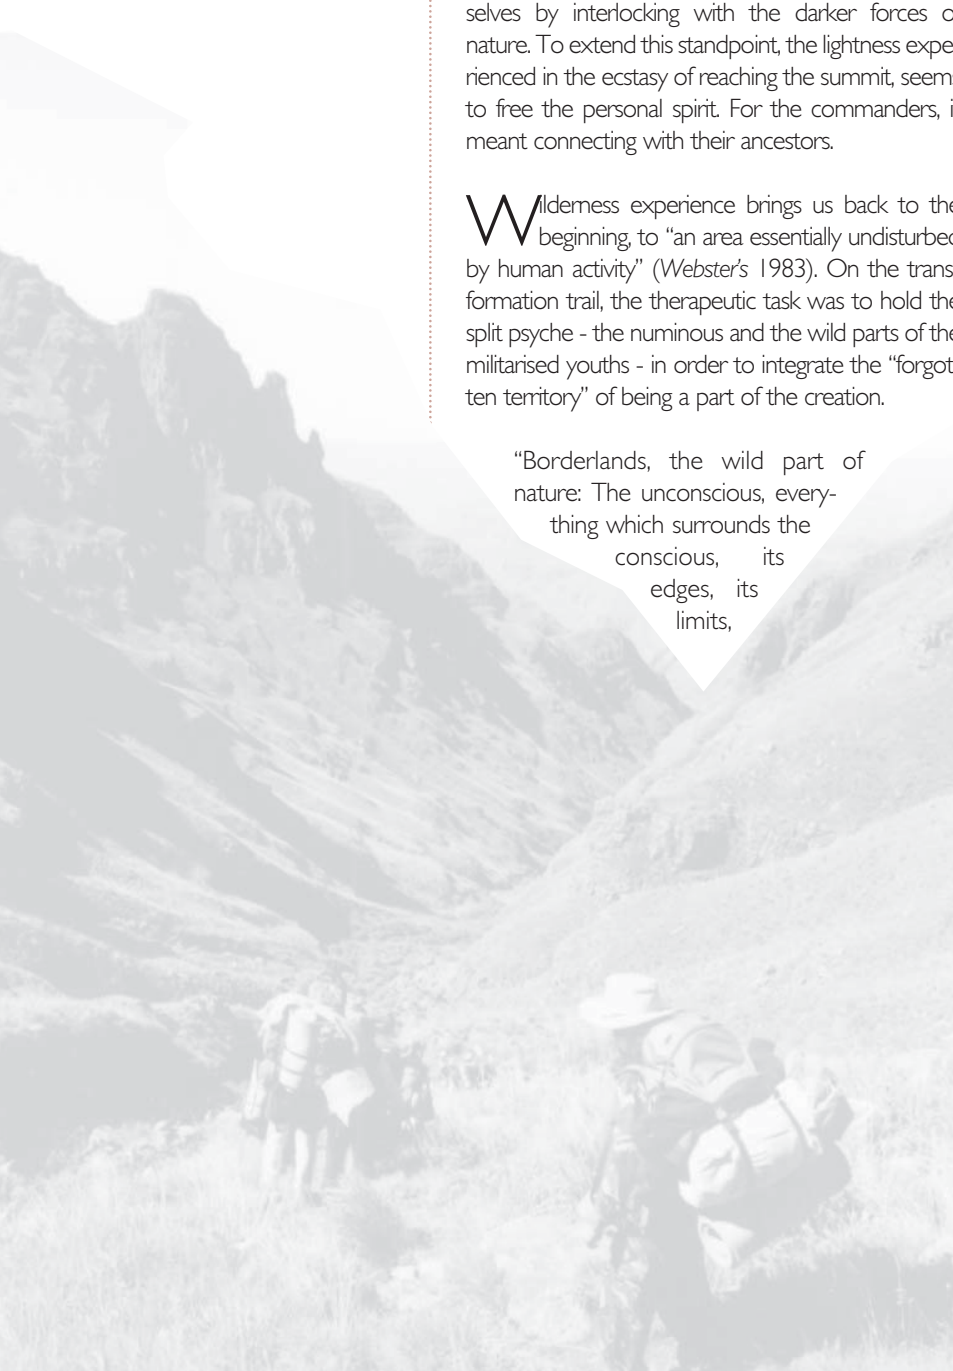 selves by interlocking with the darker forces o
nature. To extend this standpoint, the lightness expe
rienced in the ecstasy of reaching the summit, seems
to free the personal spirit. For the commanders, i
meant connecting with their ancestors.
Wilderness experience brings us back to the
beginning, to “an area essentially undisturbed
by human activity” (Webster’s 1983). On the trans
formation trail, the therapeutic task was to hold the
split psyche - the numinous and the wild parts of the
militarised youths - in order to integrate the “forgot
ten territory” of being a part of the creation.
“Borderlands, the wild part of
nature: The unconscious, every-
thing which surrounds the
conscious, its
edges, its
limits,